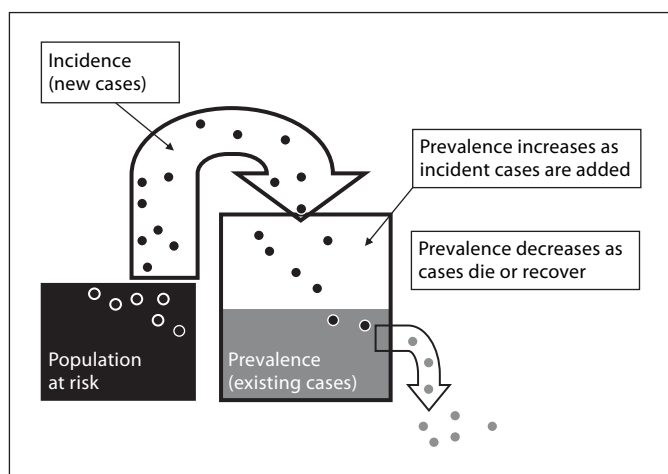 Incidence
(new cases)
Prevalence increases as
incident cases are added
Prevalence decreases as
cases die or recover
Population
at risk
Prevalence
(existing cases)